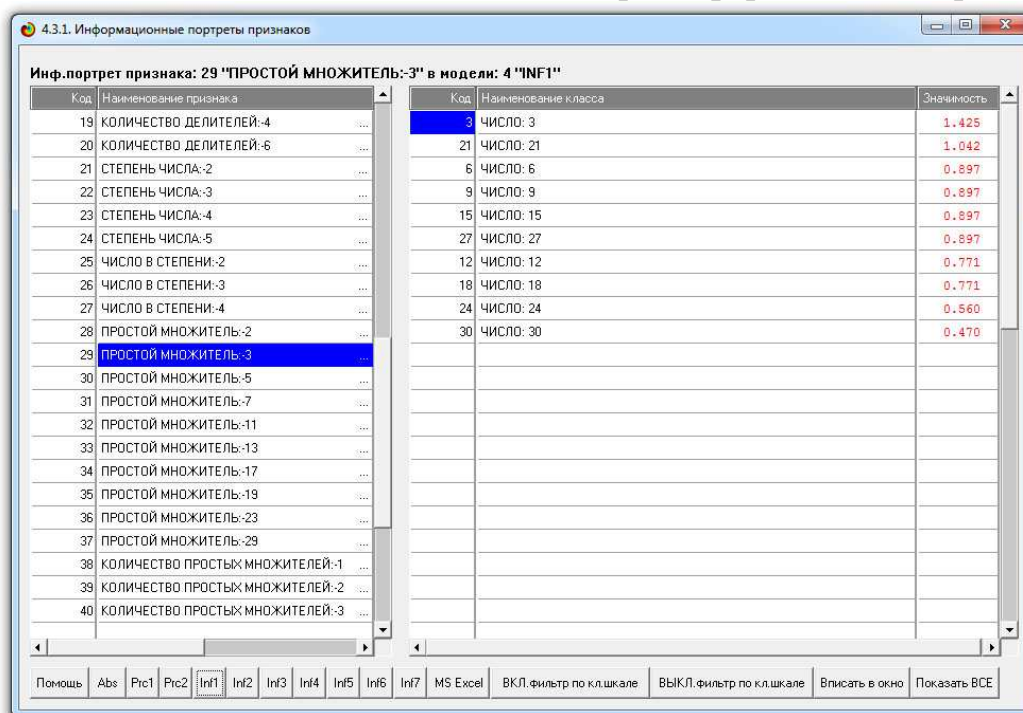 4.3.1. Информационные портреты признаков
Инф.портрет признака: 29 "ПРОСТОЙ МНОЖИТЕЛЬ:-3" в модели: 4 "INF1"
Код Наименование признака
19 КОЛИЧЕСТВО ДЕЛИТЕЛЕЙ:-4 ...
20 КОЛИЧЕСТВО ДЕЛИТЕЛЕЙ:-6 ...
21 СТЕПЕНЬ ЧИСЛА:-2 ...
22 СТЕПЕНЬ ЧИСЛА:-3 ...
23 СТЕПЕНЬ ЧИСЛА:-4 ...
24 СТЕПЕНЬ ЧИСЛА:-5 ...
25 ЧИСЛО В СТЕПЕНИ:-2 ...
26 ЧИСЛО В СТЕПЕНИ:-3 ...
27 ЧИСЛО В СТЕПЕНИ:-4 ...
28 ПРОСТОЙ МНОЖИТЕЛЬ:-2 ...
29 ПРОСТОЙ МНОЖИТЕЛЬ:-3 ...
30 ПРОСТОЙ МНОЖИТЕЛЬ:-5 ...
31 ПРОСТОЙ МНОЖИТЕЛЬ:-7 ...
32 ПРОСТОЙ МНОЖИТЕЛЬ:-11 ...
33 ПРОСТОЙ МНОЖИТЕЛЬ:-13 ...
34 ПРОСТОЙ МНОЖИТЕЛЬ:-17 ...
35 ПРОСТОЙ МНОЖИТЕЛЬ:-19 ...
36 ПРОСТОЙ МНОЖИТЕЛЬ:-23 ...
37 ПРОСТОЙ МНОЖИТЕЛЬ:-29 ...
38 КОЛИЧЕСТВО ПРОСТЫХ МНОЖИТЕЛЕЙ:-1 ...
39 КОЛИЧЕСТВО ПРОСТЫХ МНОЖИТЕЛЕЙ:-2 ...
40 КОЛИЧЕСТВО ПРОСТЫХ МНОЖИТЕЛЕЙ:-3 ...
Код Наименование класса Значимость
3 ЧИСЛО: 3 1.425
21 ЧИСЛО: 21 1.042
6 ЧИСЛО: 6 0.897
9 ЧИСЛО: 9 0.897
15 ЧИСЛО: 15 0.897
27 ЧИСЛО: 27 0.897
12 ЧИСЛО: 12 0.771
18 ЧИСЛО: 18 0.771
24 ЧИСЛО: 24 0.560
30 ЧИСЛО: 30 0.470
Помощь Abs Prc1 Prc2 Inf1 Inf2 Inf3 Inf4 Inf5 Inf6 Inf7 MS Excel ВКЛ.фильтр по кл.шкале ВЫКЛ.фильтр по кл.шкале Вписать в окно Показать ВСЕ